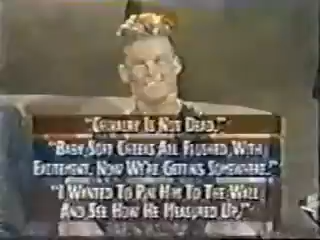 "CHIVALRY IS NOT DEAD."
"BABY SOFT CHEEKS ALL FLUSHED WITH
EXCITEMENT. NOW WE'RE GETTING SOMEWHERE."
"I WANTED TO PIN HIM TO THE WALL
AND SEE HOW HE MEASURED UP."